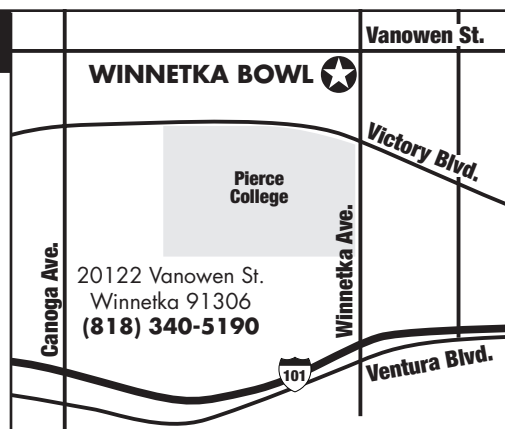 Vanowen St.
WINNETKA BOWL
Victory Blvd.
Pierce
College
Canoga Ave.
Winnetka Ave.
20122 Vanowen St.
Winnetka 91306
(818) 340-5190
101
Ventura Blvd.